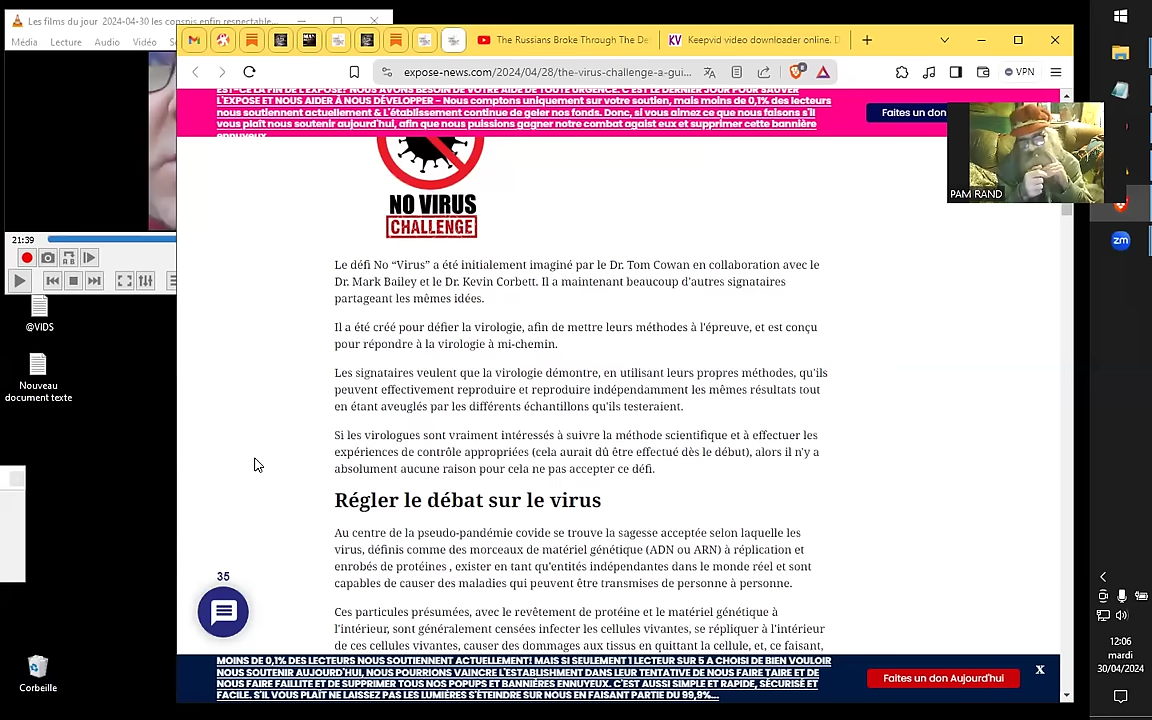 Les films du jour 2024-04-30 les conspis enfin respectable...
Média Lecture Audio Vidéo
The Russians Broke Through The De
Keepvid video downloader online. D
expose-news.com/2024/04/28/the-virus-challenge-a-gui...
VPN
EST-CE LA FIN DE L'EXPOSÉ? NOUS AVONS BESOIN DE VOTRE AIDE DE TOUTE URGENCE. C'EST LE DERNIER JOUR POUR SAUVER
L'EXPOSE ET NOUS AIDER À NOUS DÉVELOPPER - Nous comptons uniquement sur votre soutien, mais moins de 0,1% des lecteurs
nous soutiennent actuellement & L'établissement continue de geler nos fonds. Donc, si vous aimez ce que nous faisons s'il
vous plaît nous soutenir aujourd'hui, afin que nous puissions gagner notre combat agaist eux et supprimer cette bannière
ennuyeux.
Faites un don
PAM RAND
NO VIRUS
CHALLENGE
21:39
Le défi No “Virus” a été initialement imaginé par le Dr. Tom Cowan en collaboration avec le
Dr. Mark Bailey et le Dr. Kevin Corbett. Il a maintenant beaucoup d'autres signataires
partageant les mêmes idées.
Il a été créé pour défier la virologie, afin de mettre leurs méthodes à l'épreuve, et est conçu
pour répondre à la virologie à mi-chemin.
Les signataires veulent que la virologie démontre, en utilisant leurs propres méthodes, qu'ils
peuvent effectivement reproduire et reproduire indépendamment les mêmes résultats tout
en étant aveuglés par les différents échantillons qu'ils testeraient.
Si les virologues sont vraiment intéressés à suivre la méthode scientifique et à effectuer les
expériences de contrôle appropriées (cela aurait dû être effectué dès le début), alors il n'y a
absolument aucune raison pour cela ne pas accepter ce défi.
Régler le débat sur le virus
Au centre de la pseudo-pandémie covide se trouve la sagesse acceptée selon laquelle les
virus, définis comme des morceaux de matériel génétique (ADN ou ARN) à réplication et
enrobés de protéines , exister en tant qu'entités indépendantes dans le monde réel et sont
capables de causer des maladies qui peuvent être transmises de personne à personne.
Ces particules présumées, avec le revêtement de protéine et le matériel génétique à
l'intérieur, sont généralement censées infecter les cellules vivantes, se répliquer à l'intérieur
de ces cellules vivantes, causer des dommages aux tissus en quittant la cellule, et, ce faisant,
@VIDS
Nouveau
document texte
Corbeille
35
MOINS DE 0,1% DES LECTEURS NOUS SOUTIENNENT ACTUELLEMENT! MAIS SI SEULEMENT 1 LECTEUR SUR 5 A CHOISI DE BIEN VOULOIR
NOUS SOUTENIR AUJOURD'HUI, NOUS POURRIONS VAINCRE L'ESTABLISHMENT DANS LEUR TENTATIVE DE NOUS FAIRE TAIRE ET DE
NOUS FAIRE FAILLITE ET DE SUPPRIMER TOUS NOS POPUPS ET BANNIÈRES ENNUYEUX. C'EST AUSSI SIMPLE ET RAPIDE, SÉCURISÉ ET
FACILE. S'IL VOUS PLAÎT NE LAISSEZ PAS LES LUMIÈRES S'ÉTEINDRE SUR NOUS EN FAISANT PARTIE DU 99,9%...
Faites un don Aujourd'hui
X
zm
12:06
mardi
30/04/2024